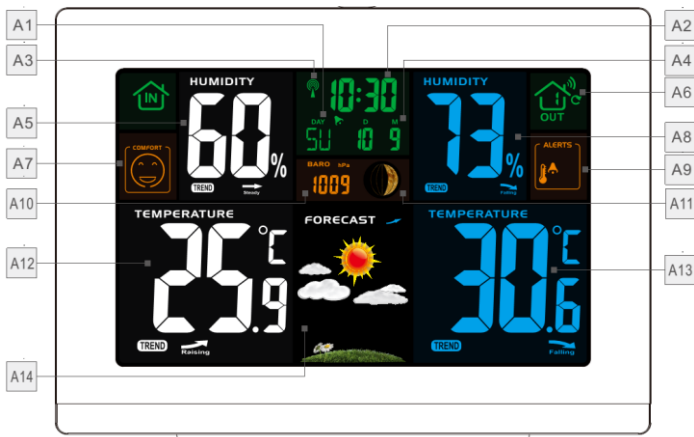 A1
A2
A3
A4
A5
A6
A7
A8
A9
A10
A11
A12
A13
A14
IN
HUMIDITY
60%
TREND
Steady
10:30
DAY D M
SU 10 9
HUMIDITY
73%
TREND
Falling
1
OUT
COMFORT
BARO hPa
1009
ALERTS
TEMPERATURE
25.9°C
TREND
Raising
FORECAST
TEMPERATURE
30.6°C
TREND
Falling